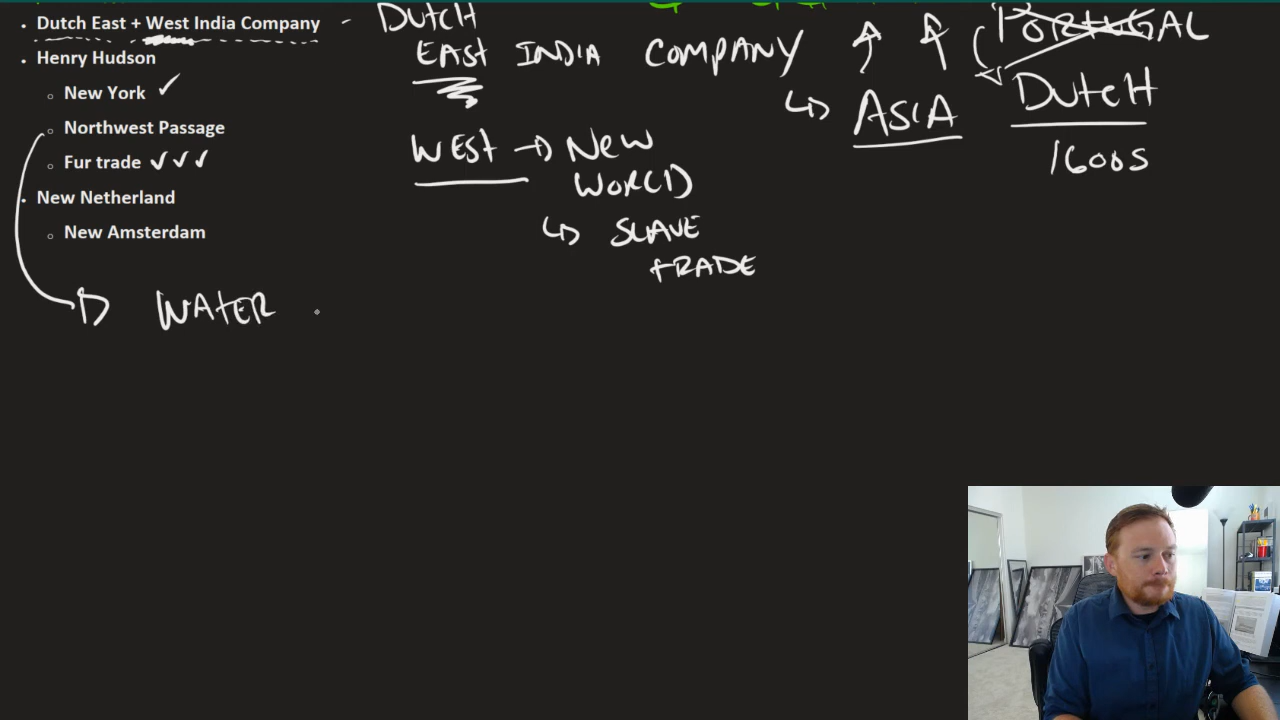 • Dutch East + West India Company -
• Henry Hudson
○ New York ✓
○ Northwest Passage
○ Fur trade ✓ ✓ ✓
• New Netherland
○ New Amsterdam
DUTCH
EAST INDIA COMPANY
WEST → NEW
WORLD
↳ SLAVE
TRADE
↳ ASIA
PORTUGAL
DUTCH
1600S
→ WATER